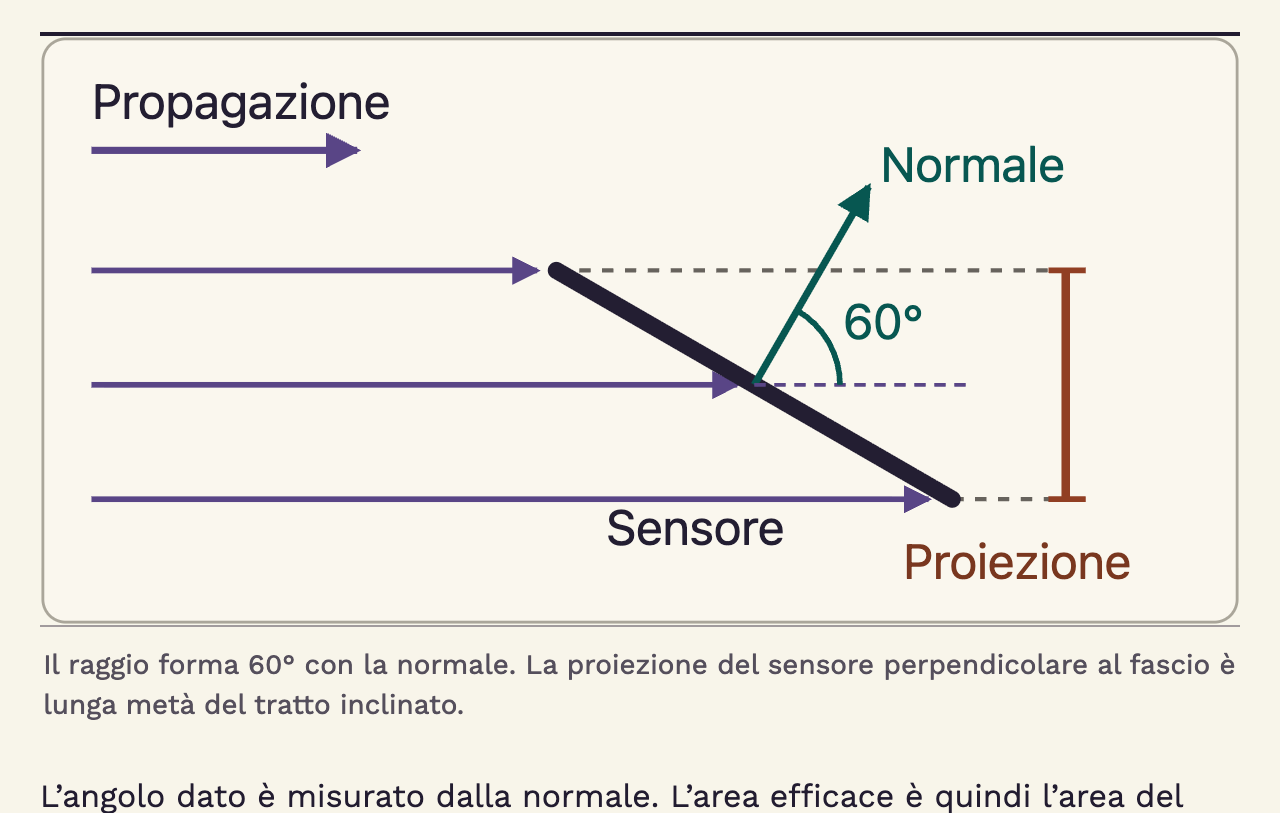 Propagazione
Normale
60°
Sensore
Proiezione
Il raggio forma 60° con la normale. La proiezione del sensore perpendicolare al fascio è
lunga metà del tratto inclinato.
L’angolo dato è misurato dalla normale. L’area efficace è quindi l’area del